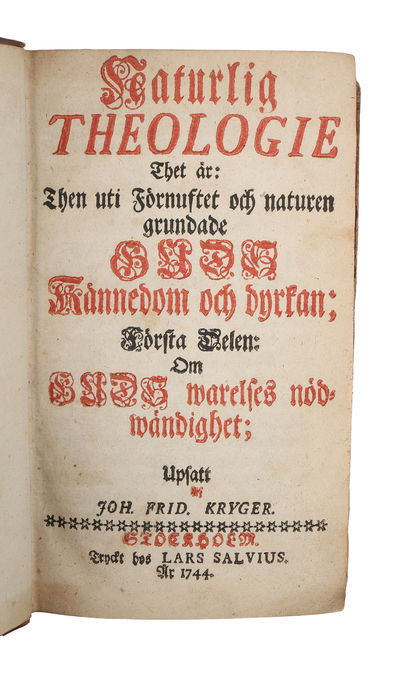 Naturlig
THEOLOGIE
Thet är:
Then uti Förnuftet och naturen
grundade
GUDS
Kännedom och dyrkan;
Första Delen:
Om
GUDS warelses nöd-
wändighet;
Upsatt
af
JOH. FRID. KRYGER.
STOCKHOLM.
Tryckt hos LARS SALVIUS.
År 1744.